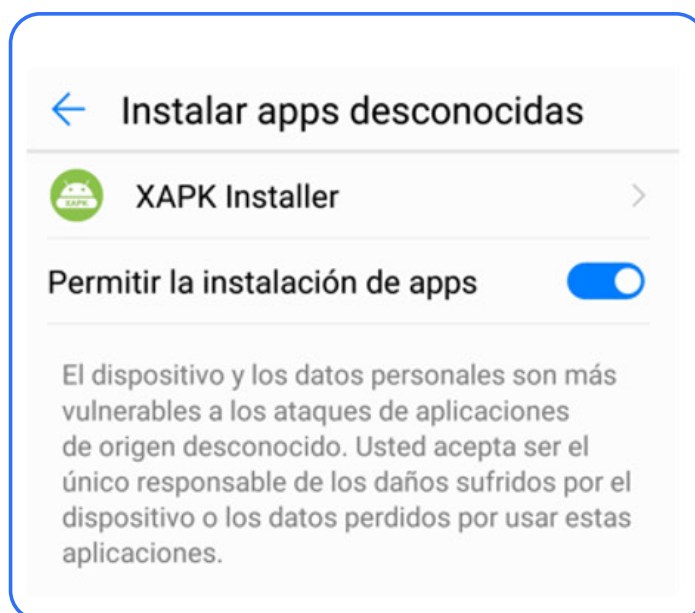 Instalar apps desconocidas
XAPK
XAPK Installer
Permitir la instalación de apps
El dispositivo y los datos personales son más
vulnerables a los ataques de aplicaciones
de origen desconocido. Usted acepta ser el
único responsable de los daños sufridos por el
dispositivo o los datos perdidos por usar estas
aplicaciones.